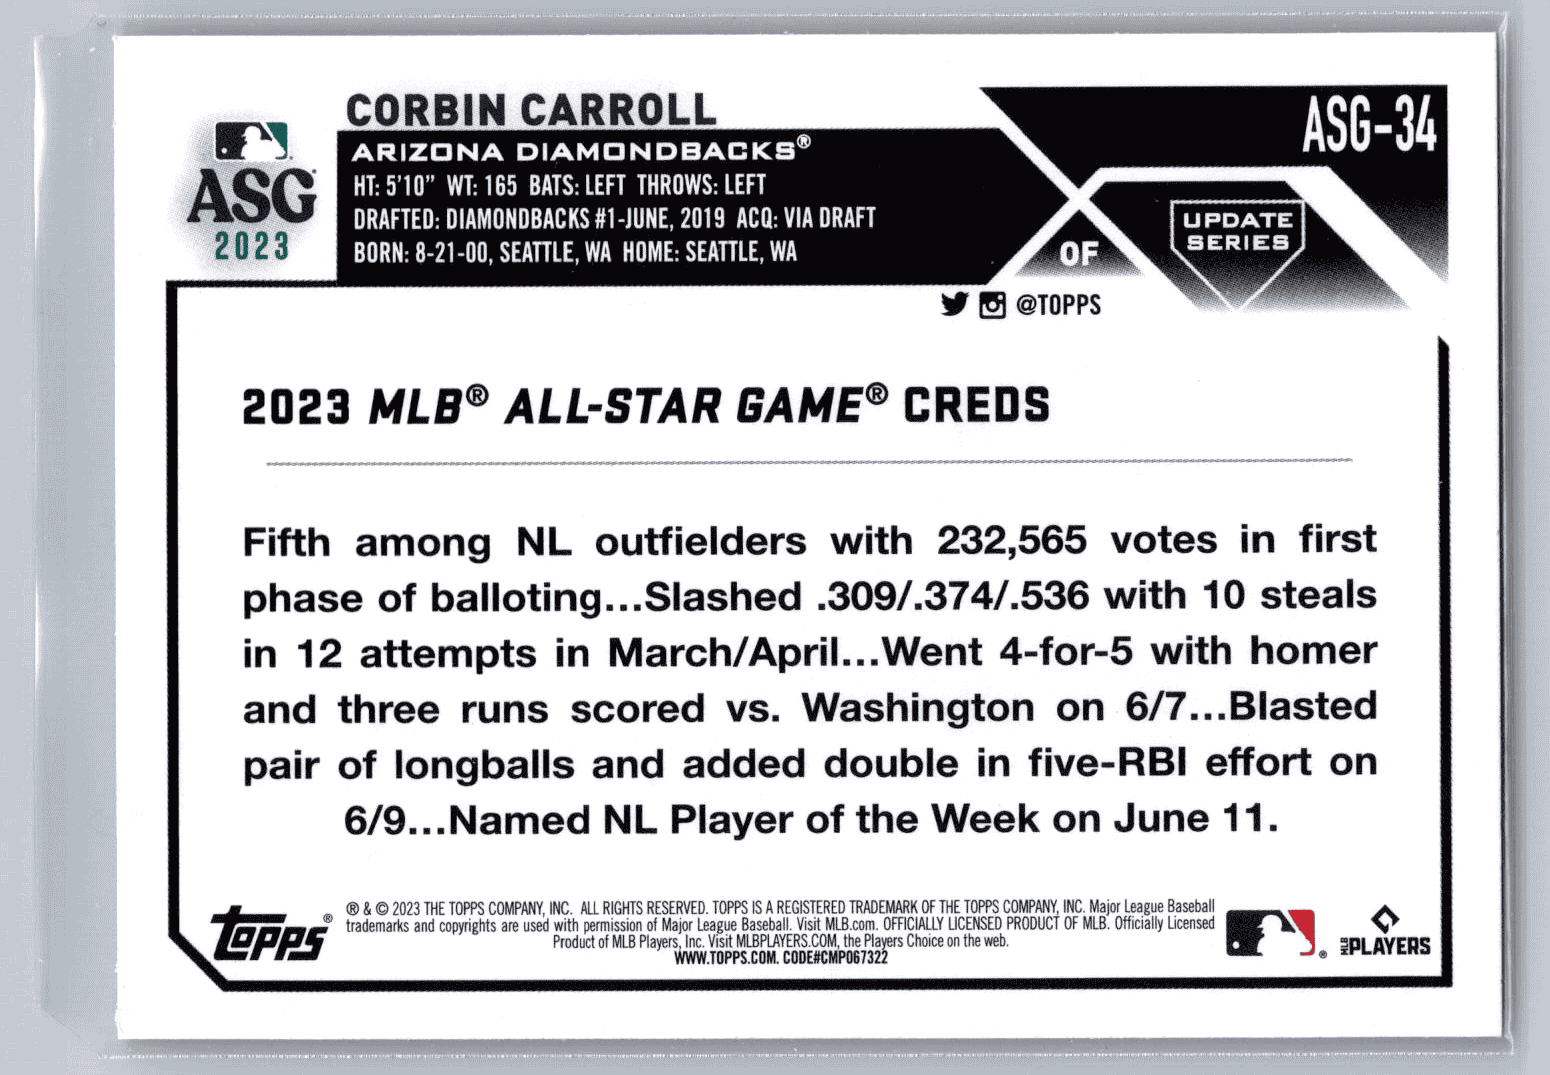 CORBIN CARROLL
ASG-34
ARIZONA DIAMONDBACKS®
ASG
2023
HT: 5'10" WT: 165 BATS: LEFT THROWS: LEFT
DRAFTED: DIAMONDBACKS #1-JUNE, 2019 ACQ: VIA DRAFT
BORN: 8-21-00, SEATTLE, WA HOME: SEATTLE, WA
OF
UPDATE
SERIES
@TOPPS
2023 MLB® ALL-STAR GAME® CREDS
Fifth among NL outfielders with 232,565 votes in first
phase of balloting...Slashed .309/.374/.536 with 10 steals
in 12 attempts in March/April...Went 4-for-5 with homer
and three runs scored vs. Washington on 6/7...Blasted
pair of longballs and added double in five-RBI effort on
6/9...Named NL Player of the Week on June 11.
Topps®
® & © 2023 THE TOPPS COMPANY, INC. ALL RIGHTS RESERVED. TOPPS IS A REGISTERED TRADEMARK OF THE TOPPS COMPANY, INC. Major League Baseball
trademarks and copyrights are used with permission of Major League Baseball. Visit MLB.com. OFFICIALLY LICENSED PRODUCT OF MLB. Officially Licensed
Product of MLB Players, Inc. Visit MLBPLAYERS.COM, the Players Choice on the web.
WWW.TOPPS.COM. CODE#CMP067322
®
MLB PLAYERS